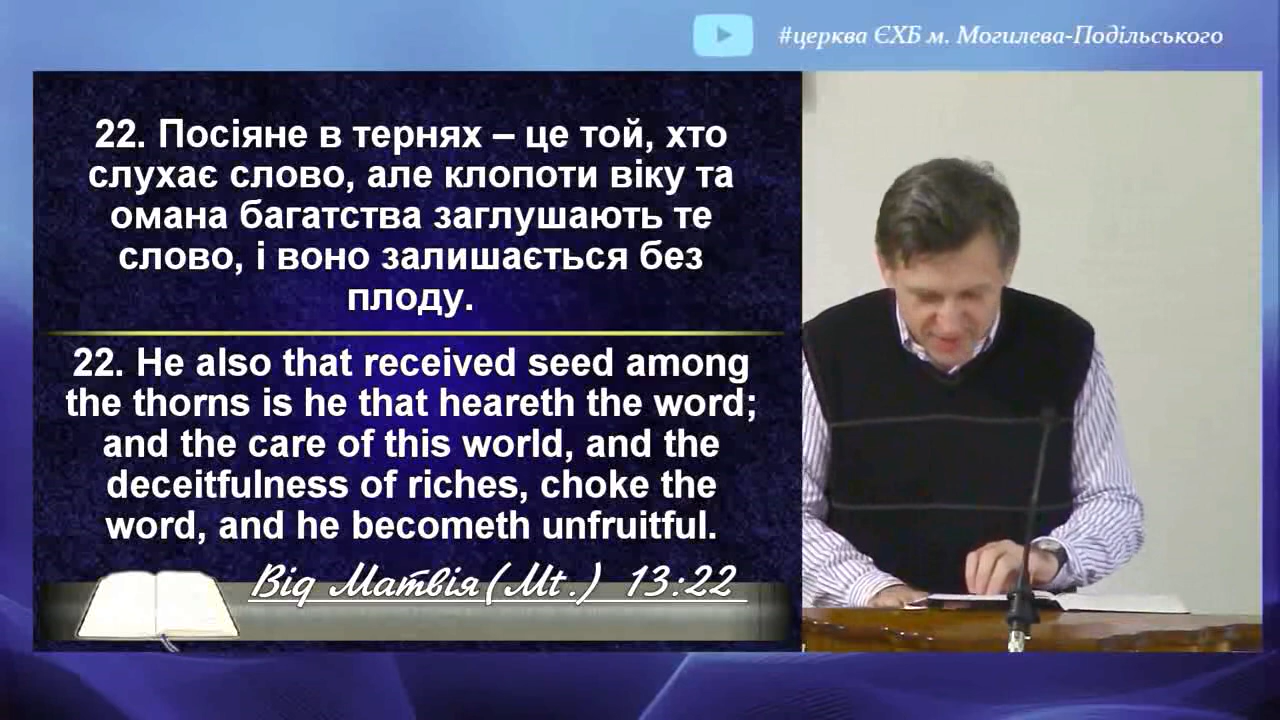 #церква ЄХБ м. Могилева-Подільського
22. Посіяне в тернях – це той, хто
слухає слово, але клопоти віку та
омана багатства заглушають те
слово, і воно залишається без
плоду.
22. He also that received seed among
the thorns is he that heareth the word;
and the care of this world, and the
deceitfulness of riches, choke the
word, and he becometh unfruitful.
Від Матвія(Mt.) 13:22